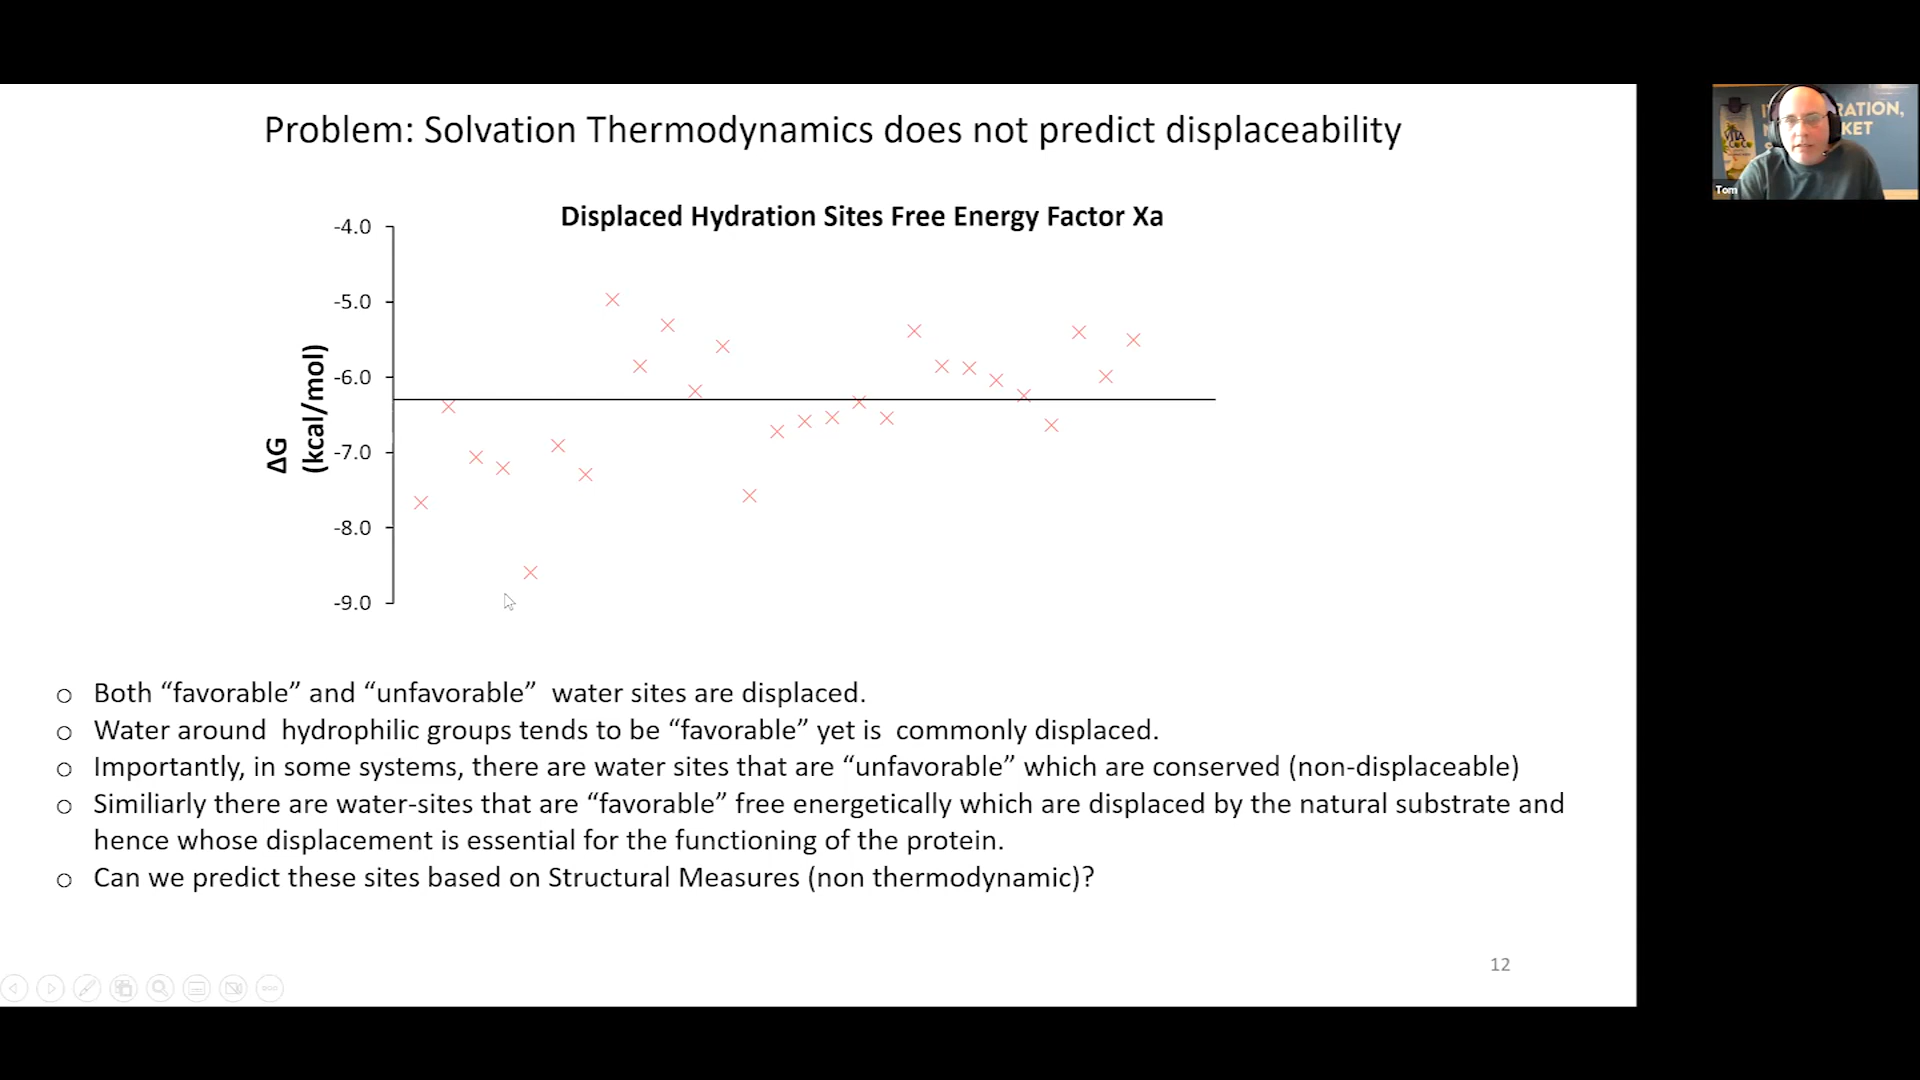 Problem: Solvation Thermodynamics does not predict displaceability
Displaced Hydration Sites Free Energy Factor Xa
-4.0
-5.0
-6.0
-7.0
-8.0
-9.0
ΔG
(kcal/mol)
○ Both “favorable” and “unfavorable” water sites are displaced.
○ Water around hydrophilic groups tends to be “favorable” yet is commonly displaced.
○ Importantly, in some systems, there are water sites that are “unfavorable” which are conserved (non-displaceable)
○ Similiarly there are water-sites that are “favorable” free energetically which are displaced by the natural substrate and
hence whose displacement is essential for the functioning of the protein.
○ Can we predict these sites based on Structural Measures (non thermodynamic)?
12
VITA
CoCo
Tom